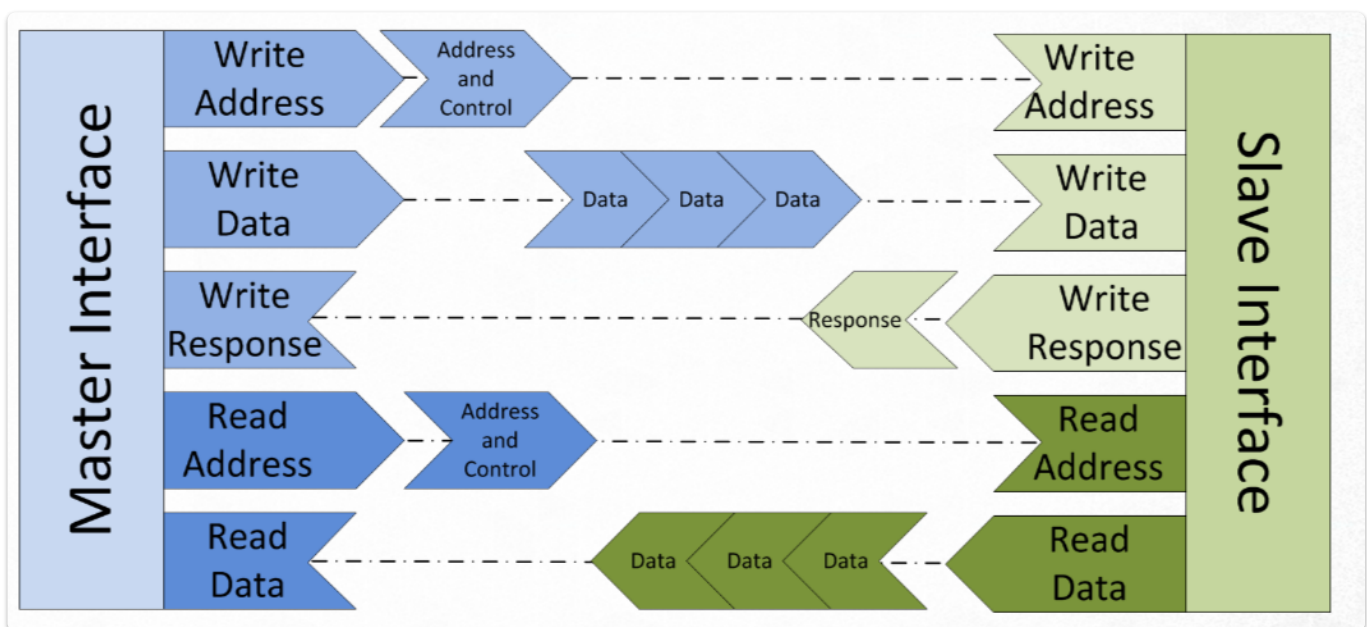 Master Interface
Write
Address
Address
and
Control
Write
Address
Write
Data
Data
Data
Data
Write
Data
Write
Response
Response
Write
Response
Read
Address
Address
and
Control
Read
Address
Read
Data
Data
Data
Data
Read
Data
Slave Interface